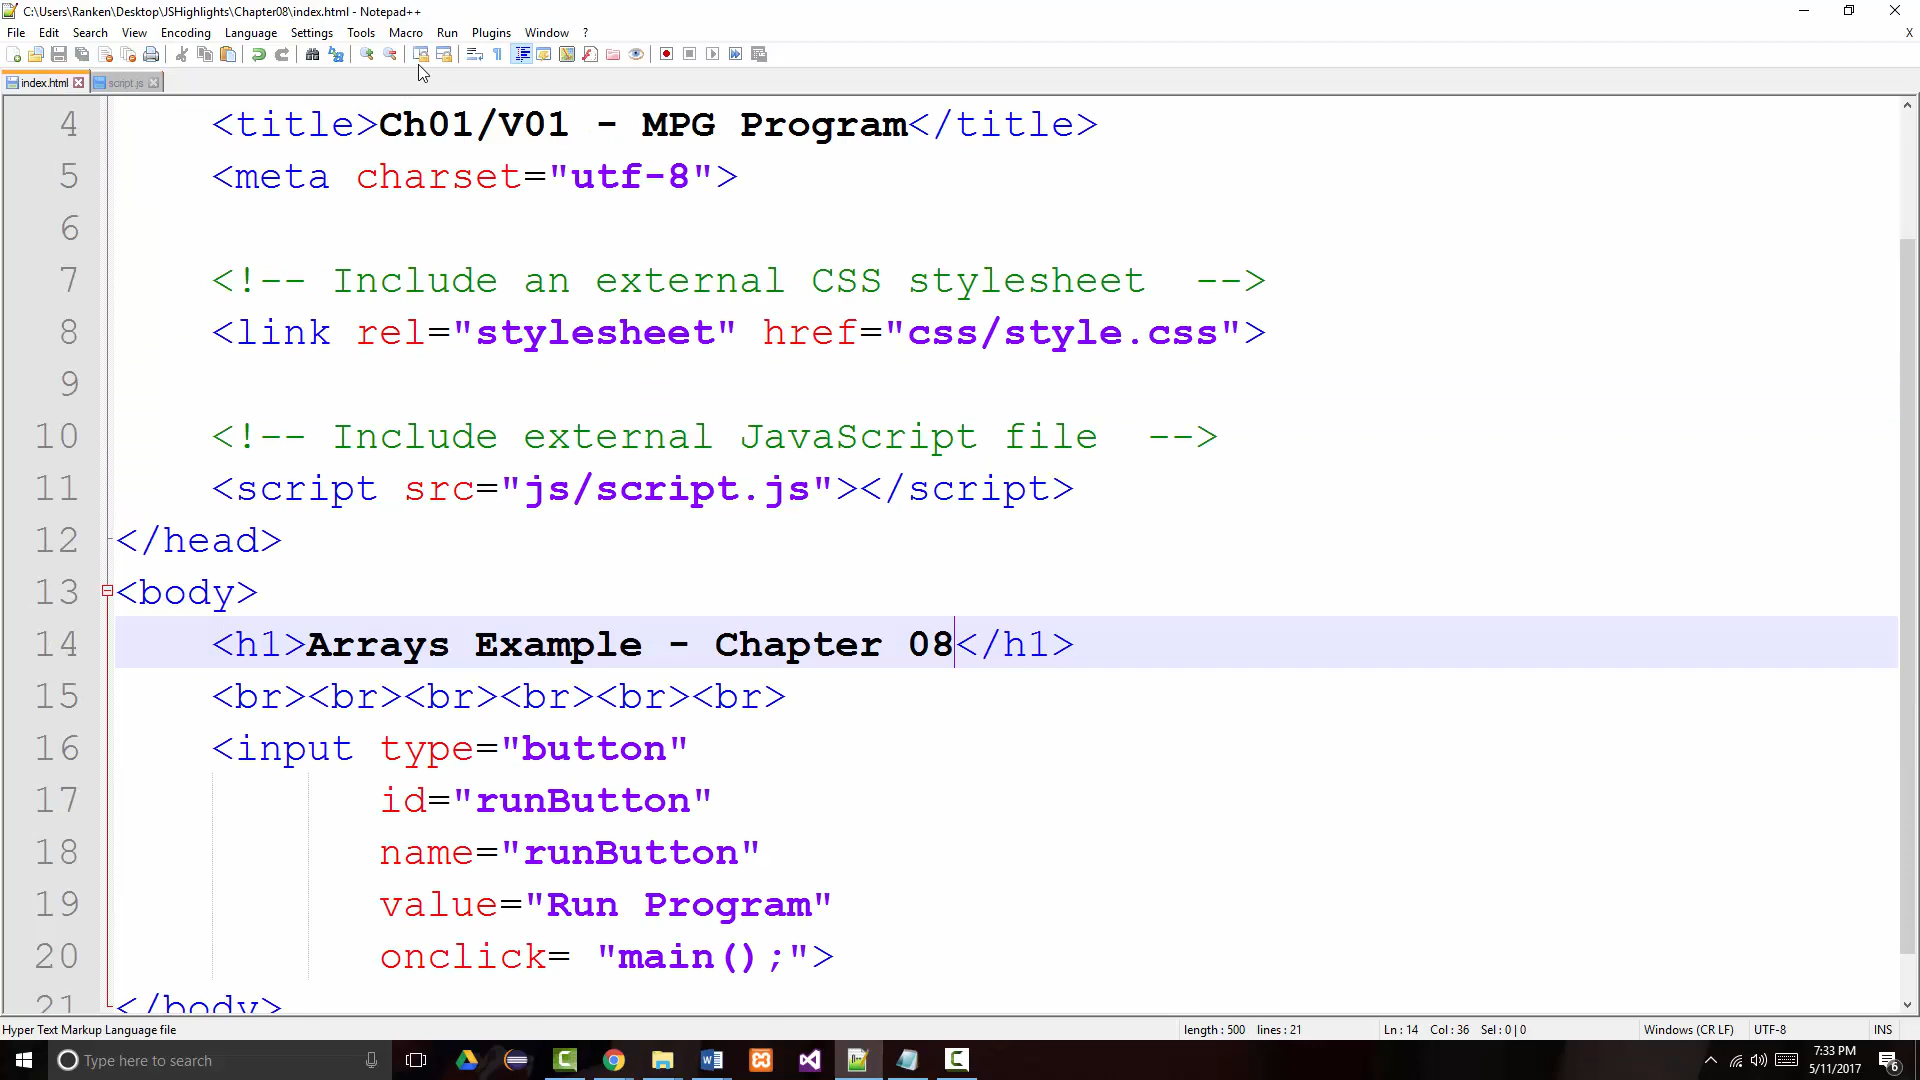 C:\Users\Ranken\Desktop\JSHighlights\Chapter08\index.html - Notepad++
File Edit Search View Encoding Language Settings Tools Macro Run Plugins Window ? X
index.html script.js
4 <title>Ch01/V01 - MPG Program</title>
5 <meta charset="utf-8">
6
7 <!-- Include an external CSS stylesheet  -->
8 <link rel="stylesheet" href="css/style.css">
9
10 <!-- Include external JavaScript file  -->
11 <script src="js/script.js"></script>
12 </head>
13 <body>
14 <h1>Arrays Example - Chapter 08</h1>
15 <br><br><br><br><br><br>
16 <input type="button"
17 id="runButton"
18 name="runButton"
19 value="Run Program"
20 onclick= "main();">
21 </body>
Hyper Text Markup Language file length : 500 lines : 21 Ln : 14 Col : 36 Sel : 0 | 0 Windows (CR LF) UTF-8 INS
Type here to search
7:33 PM
5/11/2017
6